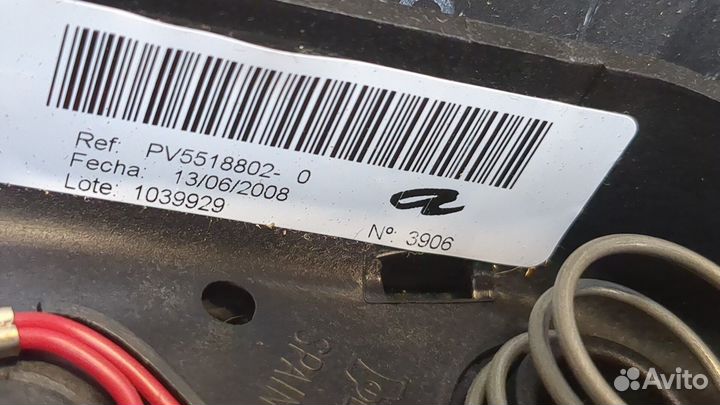 Ref: PV5518802- 0
Fecha: 13/06/2008
Lote: 1039929
Nº: 3906
SPAIN
Avito